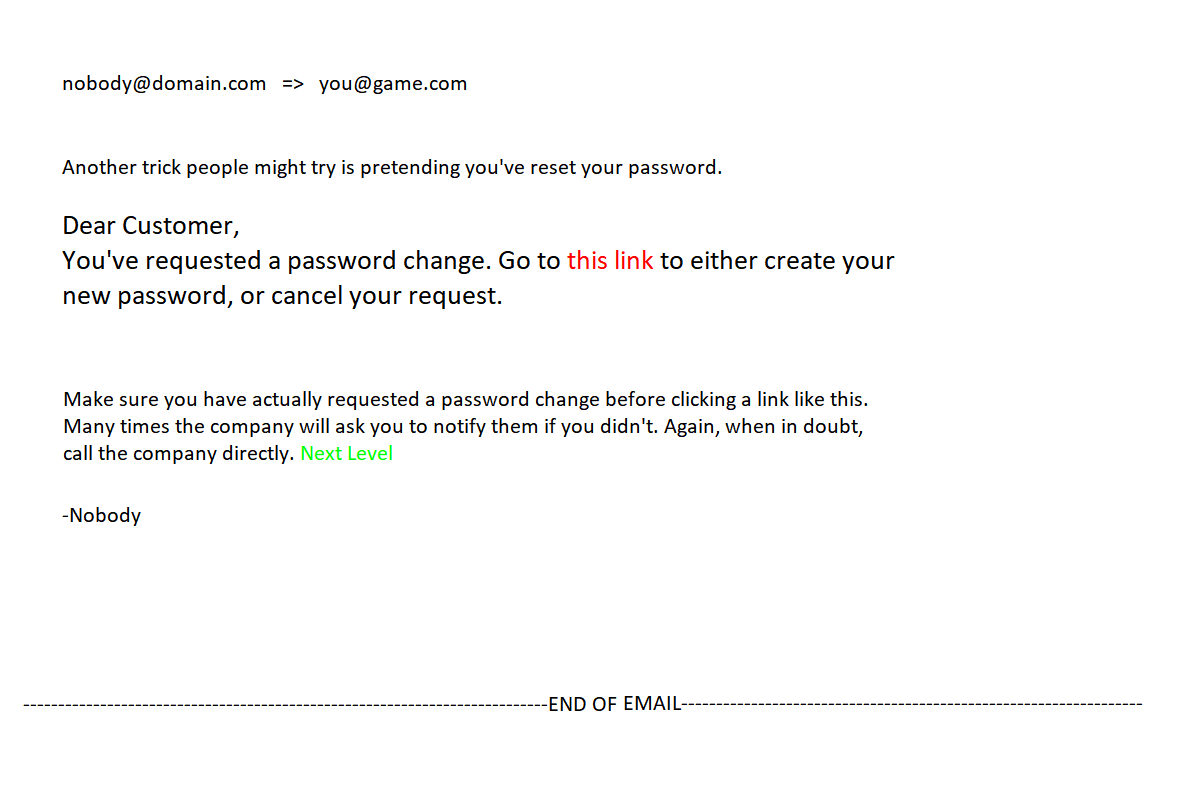 nobody@domain.com => you@game.com
Another trick people might try is pretending you've reset your password.
Dear Customer,
You've requested a password change. Go to this link to either create your
new password, or cancel your request.
Make sure you have actually requested a password change before clicking a link like this.
Many times the company will ask you to notify them if you didn't. Again, when in doubt,
call the company directly. Next Level
-Nobody
---------------------------------------------------------------------------END OF EMAIL------------------------------------------------------------------